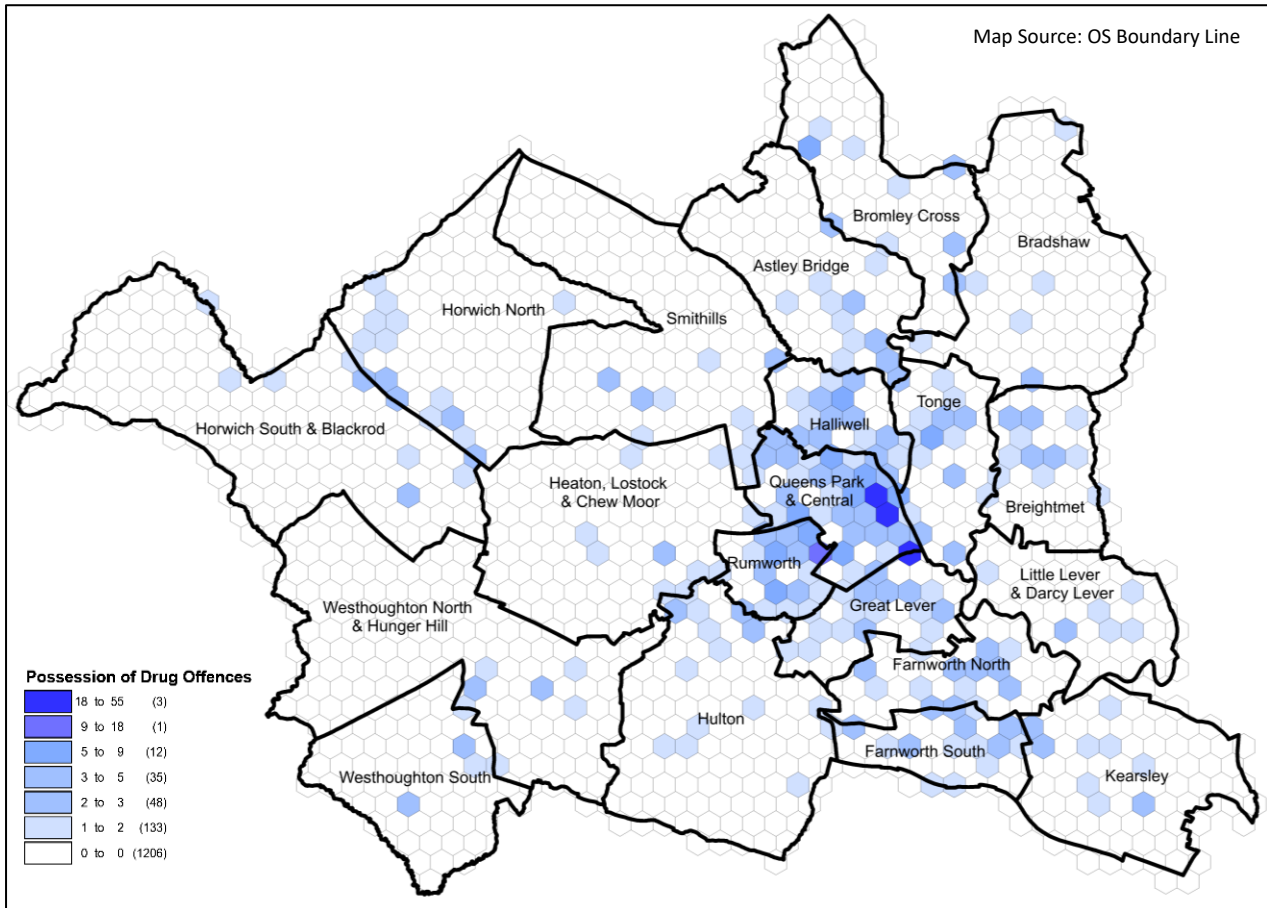 Map Source: OS Boundary Line
Bromley Cross
Bradshaw
Astley Bridge
Horwich North
Smithills
Tonge
Halliwell
Horwich South & Blackrod
Heaton, Lostock
& Chew Moor
Queens Park
& Central
Breightmet
Rumworth
Little Lever
& Darcy Lever
Westhoughton North
& Hunger Hill
Great Lever
Farnworth North
Hulton
Farnworth South
Westhoughton South
Kearsley
Possession of Drug Offences
18 to 55 (3)
9 to 18 (1)
5 to 9 (12)
3 to 5 (35)
2 to 3 (48)
1 to 2 (133)
0 to 0 (1206)